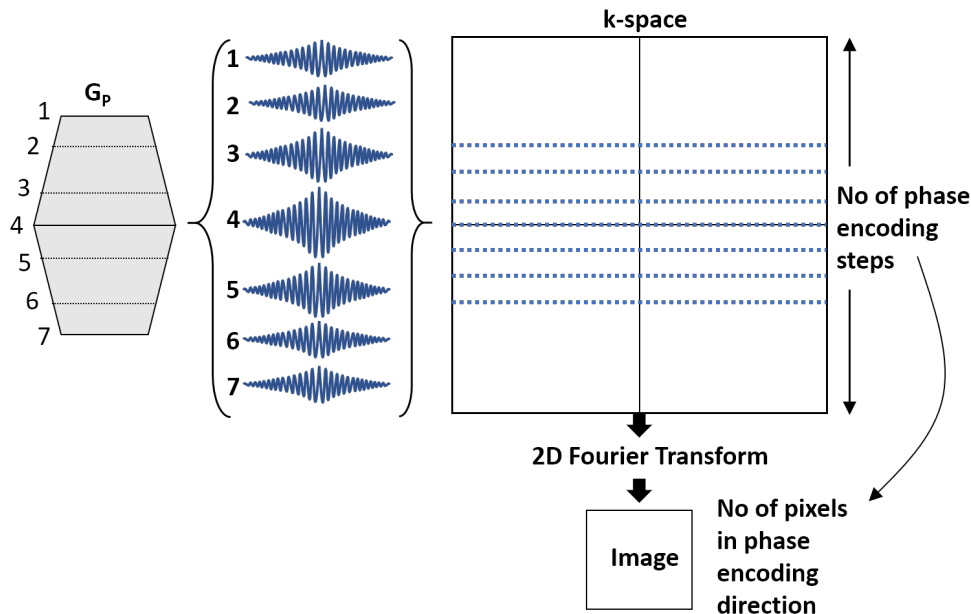 k-space
G_P
1
2
3
4
5
6
7
1
2
3
4
5
6
7
No of phase
encoding
steps
2D Fourier Transform
Image
No of pixels
in phase
encoding
direction